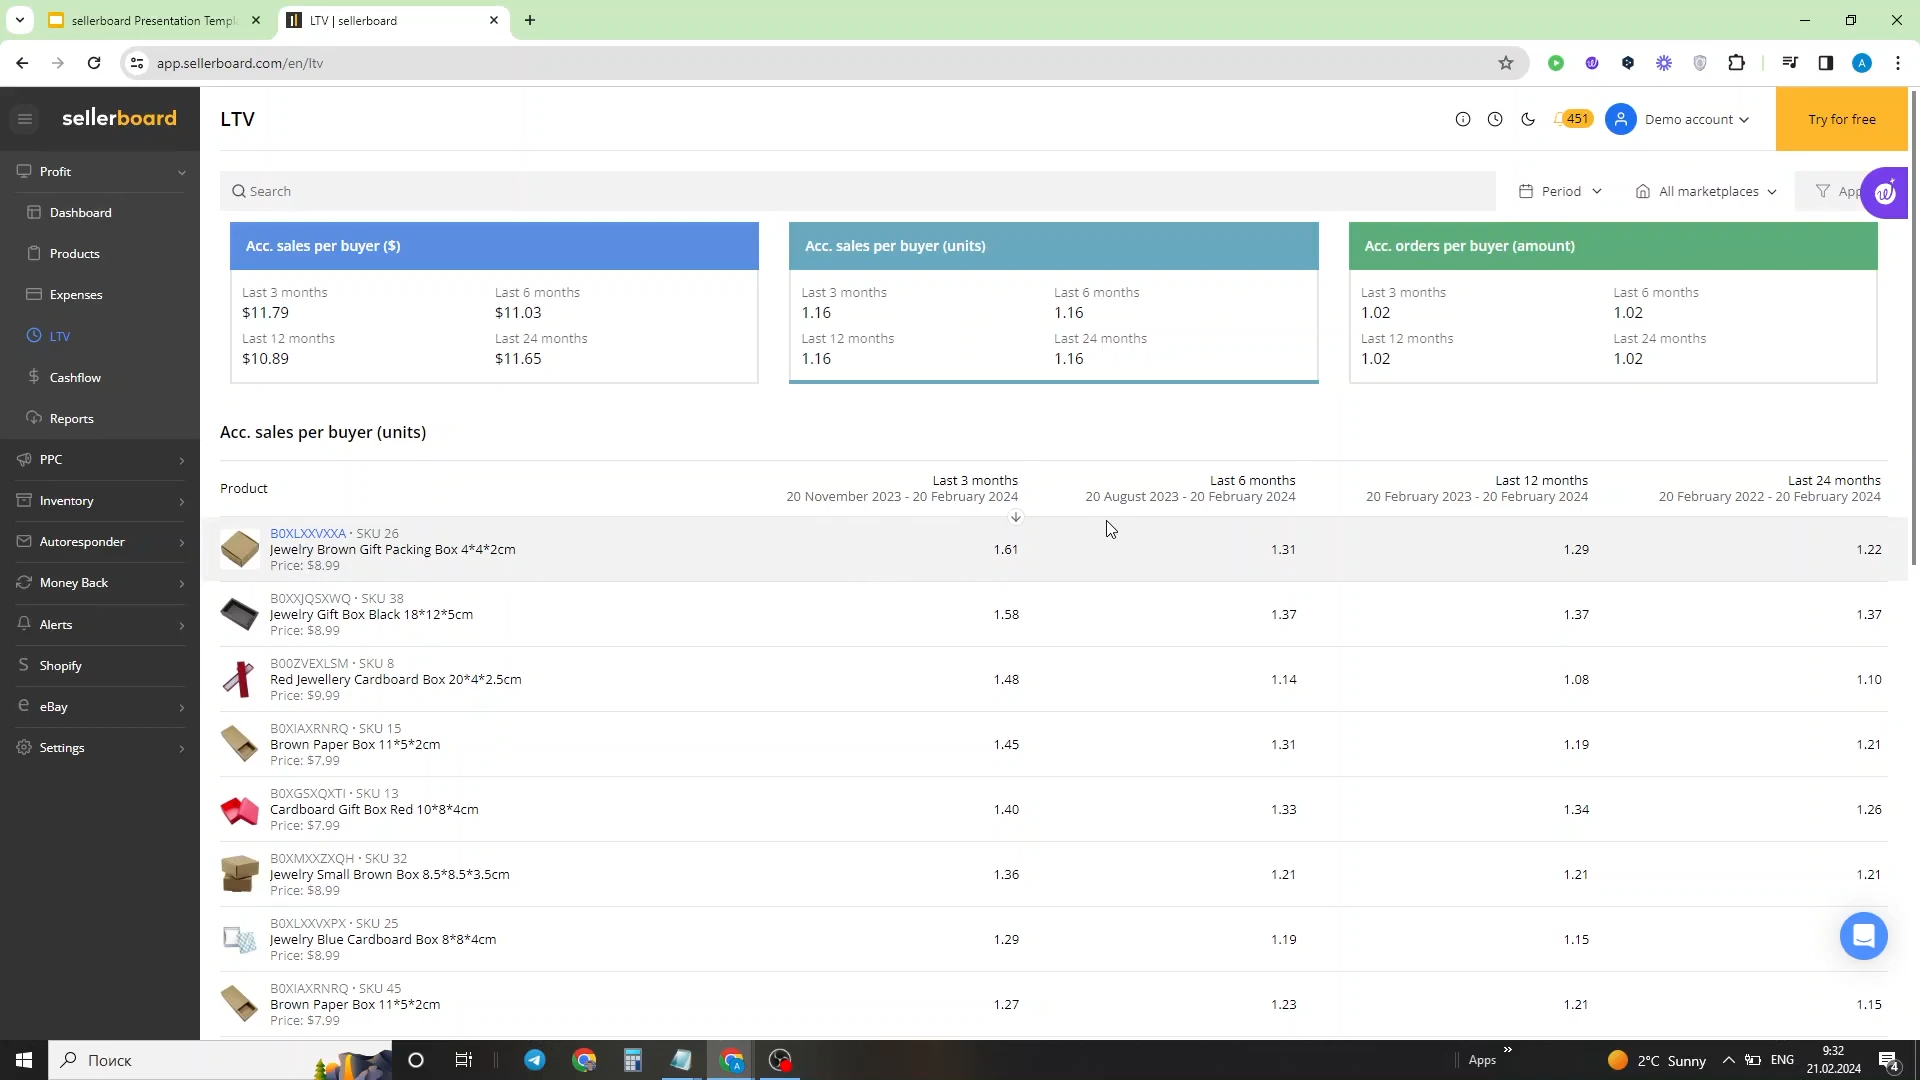 sellerboard Presentation Templ
LTV | sellerboard
app.sellerboard.com/en/ltv
A
sellerboard
LTV
451
Demo account
Try for free
Profit
Dashboard
Products
Expenses
LTV
Cashflow
Reports
PPC
Inventory
Autoresponder
Money Back
Alerts
Shopify
eBay
Settings
Search
Period
All marketplaces
App
Acc. sales per buyer ($)
Last 3 months
Last 6 months
$11.79
$11.03
Last 12 months
Last 24 months
$10.89
$11.65
Acc. sales per buyer (units)
Last 3 months
Last 6 months
1.16
1.16
Last 12 months
Last 24 months
1.16
1.16
Acc. orders per buyer (amount)
Last 3 months
Last 6 months
1.02
1.02
Last 12 months
Last 24 months
1.02
1.02
Acc. sales per buyer (units)
Product
Last 3 months
20 November 2023 - 20 February 2024
Last 6 months
20 August 2023 - 20 February 2024
Last 12 months
20 February 2023 - 20 February 2024
Last 24 months
20 February 2022 - 20 February 2024
B0XLXXVXXA · SKU 26
Jewelry Brown Gift Packing Box 4*4*2cm
Price: $8.99
1.61
1.31
1.29
1.22
B0XXJQSXWQ · SKU 38
Jewelry Gift Box Black 18*12*5cm
Price: $8.99
1.58
1.37
1.37
1.37
B00ZVEXLSM · SKU 8
Red Jewellery Cardboard Box 20*4*2.5cm
Price: $9.99
1.48
1.14
1.08
1.10
B0XIAXRNRQ · SKU 15
Brown Paper Box 11*5*2cm
Price: $7.99
1.45
1.31
1.19
1.21
B0XGSXQXTI · SKU 13
Cardboard Gift Box Red 10*8*4cm
Price: $7.99
1.40
1.33
1.34
1.26
B0XMXXZXQH · SKU 32
Jewelry Small Brown Box 8.5*8.5*3.5cm
Price: $8.99
1.36
1.21
1.21
1.21
B0XLXXVXPX · SKU 25
Jewelry Blue Cardboard Box 8*8*4cm
Price: $8.99
1.29
1.19
1.15
B0XIAXRNRQ · SKU 45
Brown Paper Box 11*5*2cm
Price: $7.99
1.27
1.23
1.21
1.15
Поиск
Apps
2°C Sunny
ENG
9:32
21.02.2024
4